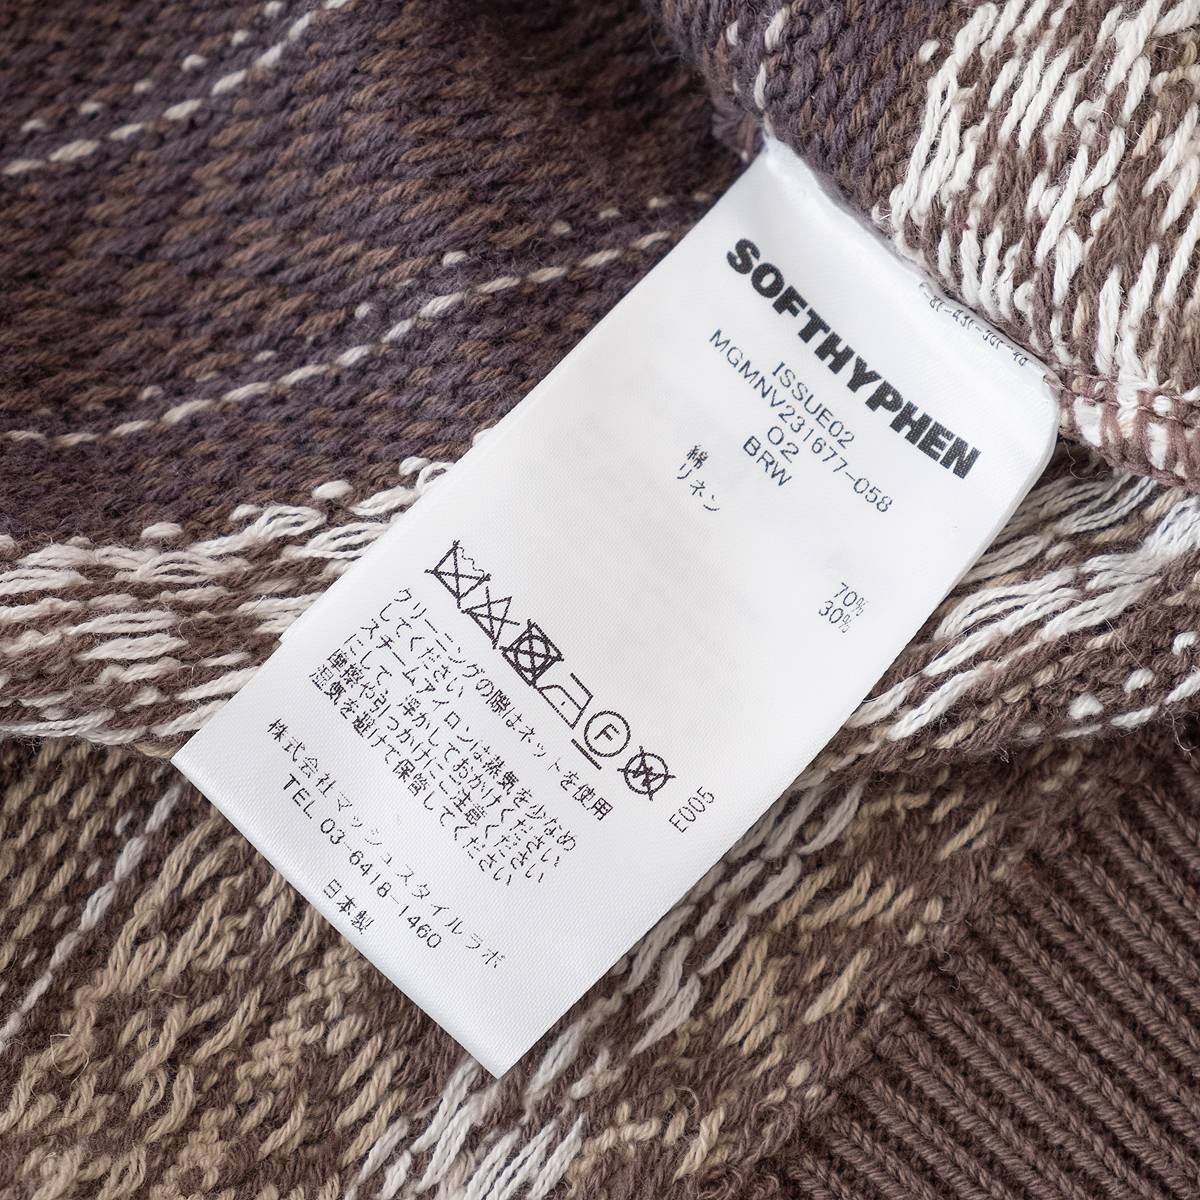 SOFTHYPHEN
ISSUE02
MGMNV231677-058
02
BRW
綿 70%
リネン 30%
F
W
E005
クリーニングの際はネットを使用
してください
スチームアイロンは蒸気を少なめ
にして 浮かしておかけください
摩擦や引っかけにご注意ください
湿気を避けて保管してください
株式会社マッシュスタイルラボ
TEL 03-6418-1460
日本製